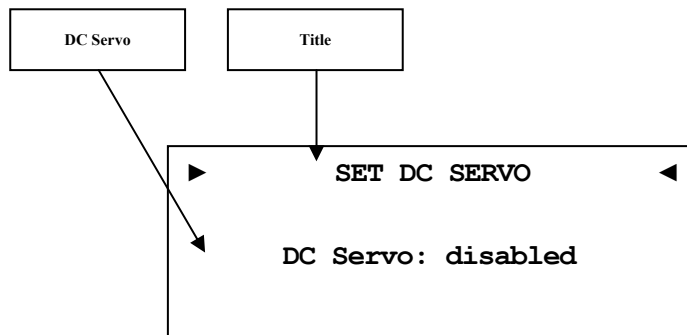 DC Servo
Title
► SET DC SERVO ◄
DC Servo: disabled